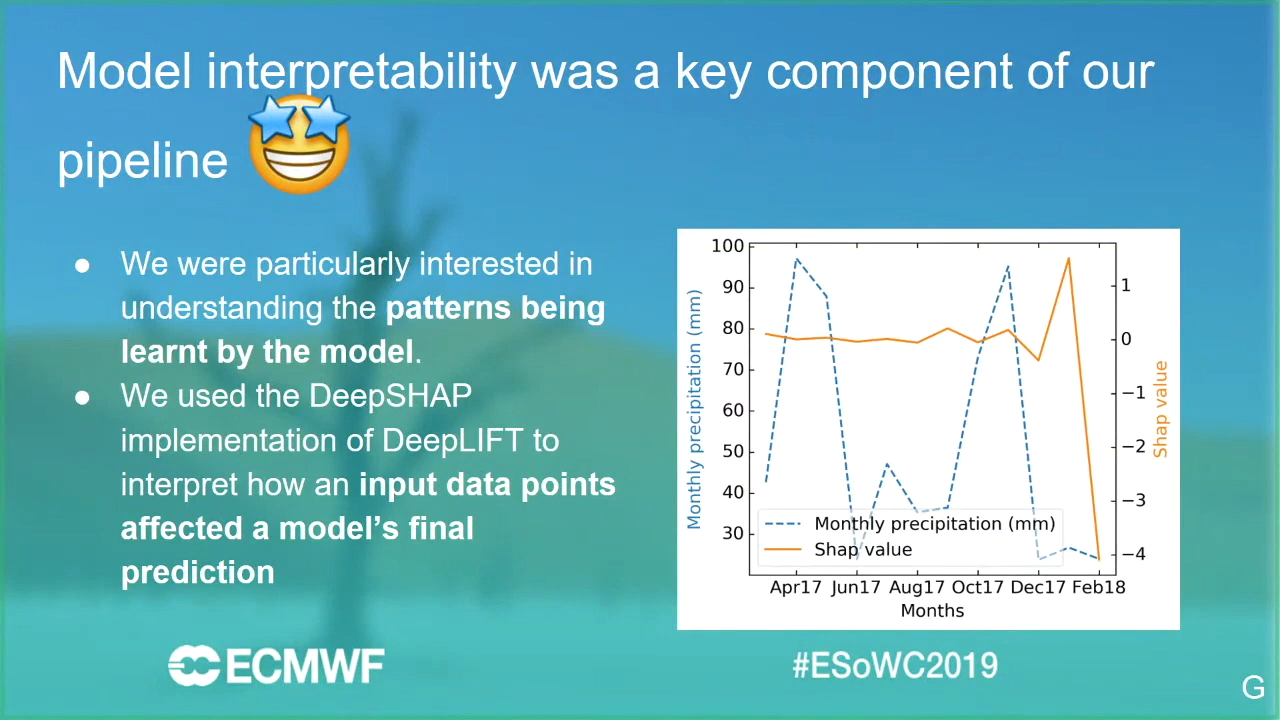 Model interpretability was a key component of our
pipeline
● We were particularly interested in
understanding the patterns being
learnt by the model.
● We used the DeepSHAP
implementation of DeepLIFT to
interpret how an input data points
affected a model's final
prediction
100
90
80
70
60
50
40
30
Monthly precipitation (mm)
1
0
−1
−2
−3
−4
Shap value
Monthly precipitation (mm)
Shap value
Apr17 Jun17 Aug17 Oct17 Dec17 Feb18
Months
ECMWF
#ESoWC2019
G